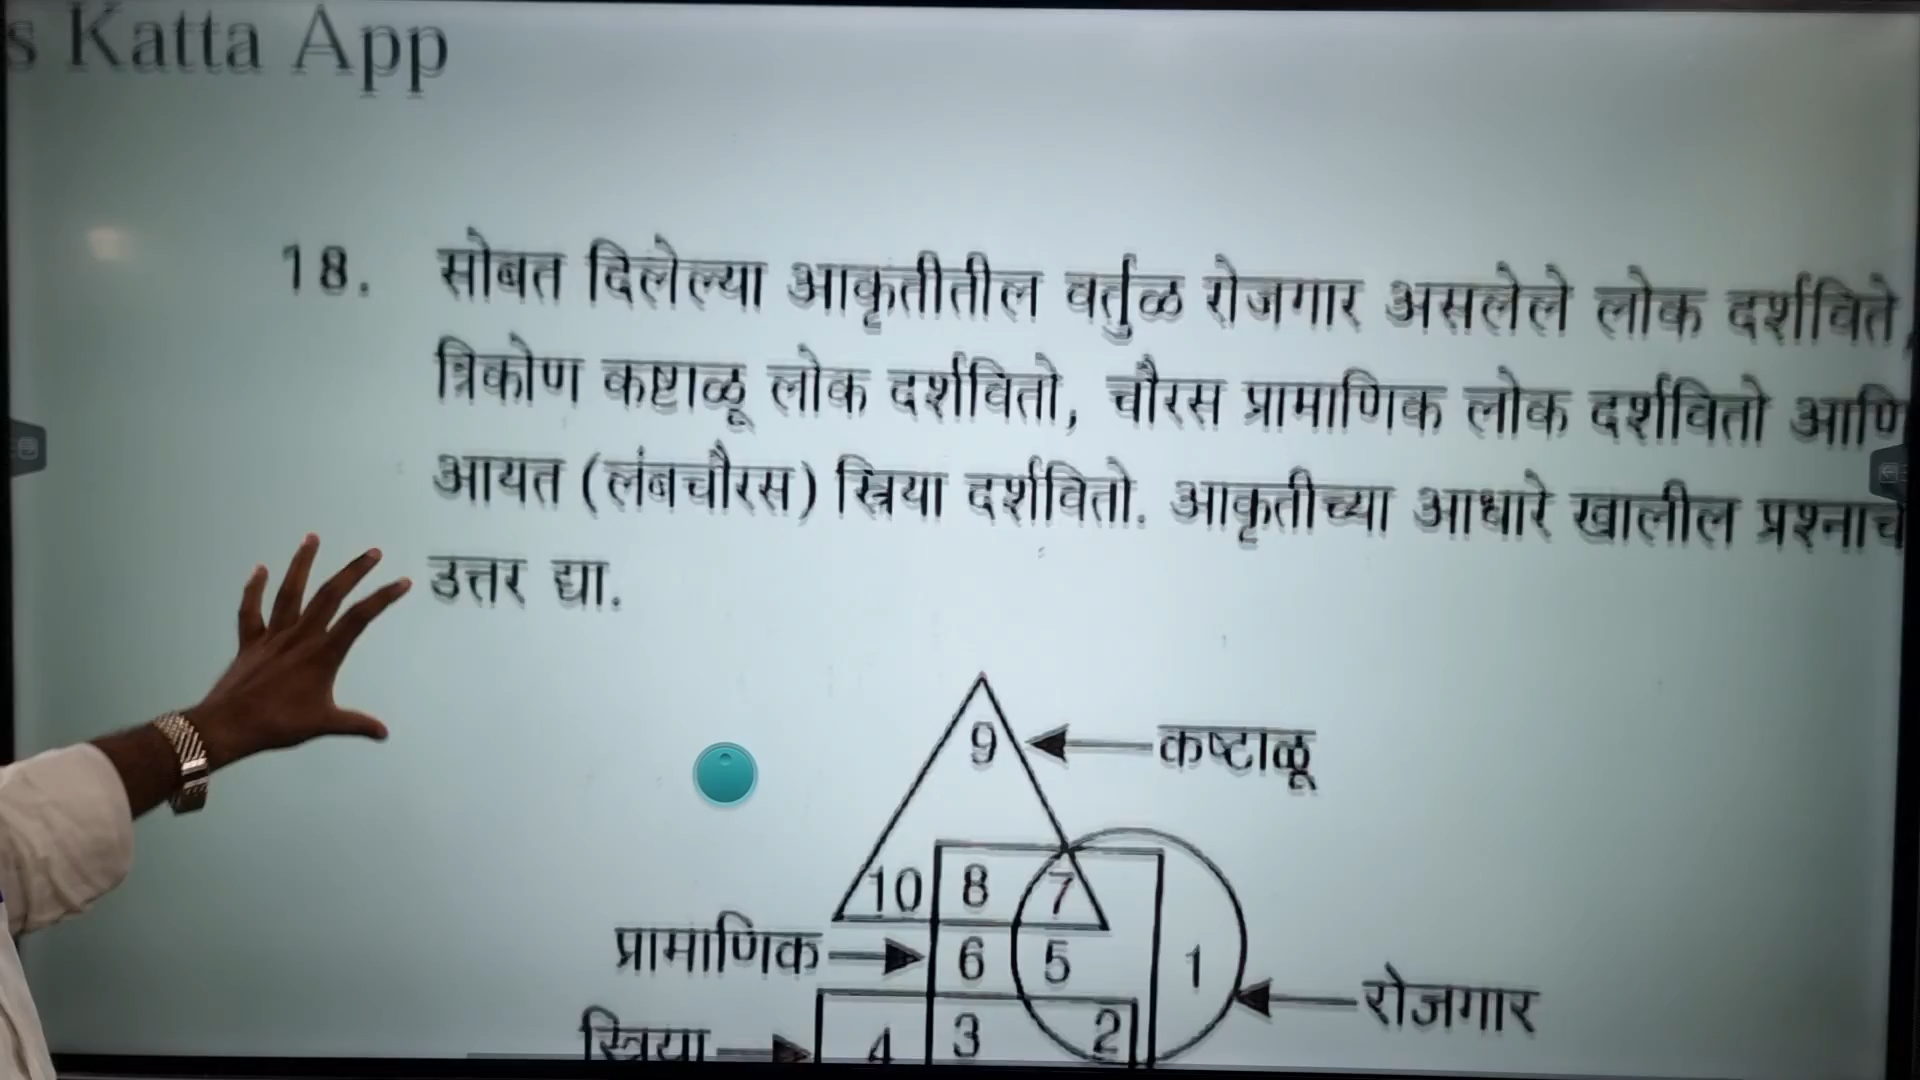 s Katta App
18. सोबत दिलेल्या आकृतीतील वर्तुळ रोजगार असलेले लोक दर्शविते,
त्रिकोण कष्टाळू लोक दर्शवितो, चौरस प्रामाणिक लोक दर्शवितो आणि
आयत (लंबचौरस) स्त्रिया दर्शवितो. आकृतीच्या आधारे खालील प्रश्नाचे
उत्तर द्या.
9 कष्टाळू
10 8 7
प्रामाणिक 6 5 1
रोजगार
स्त्रिया 4 3 2